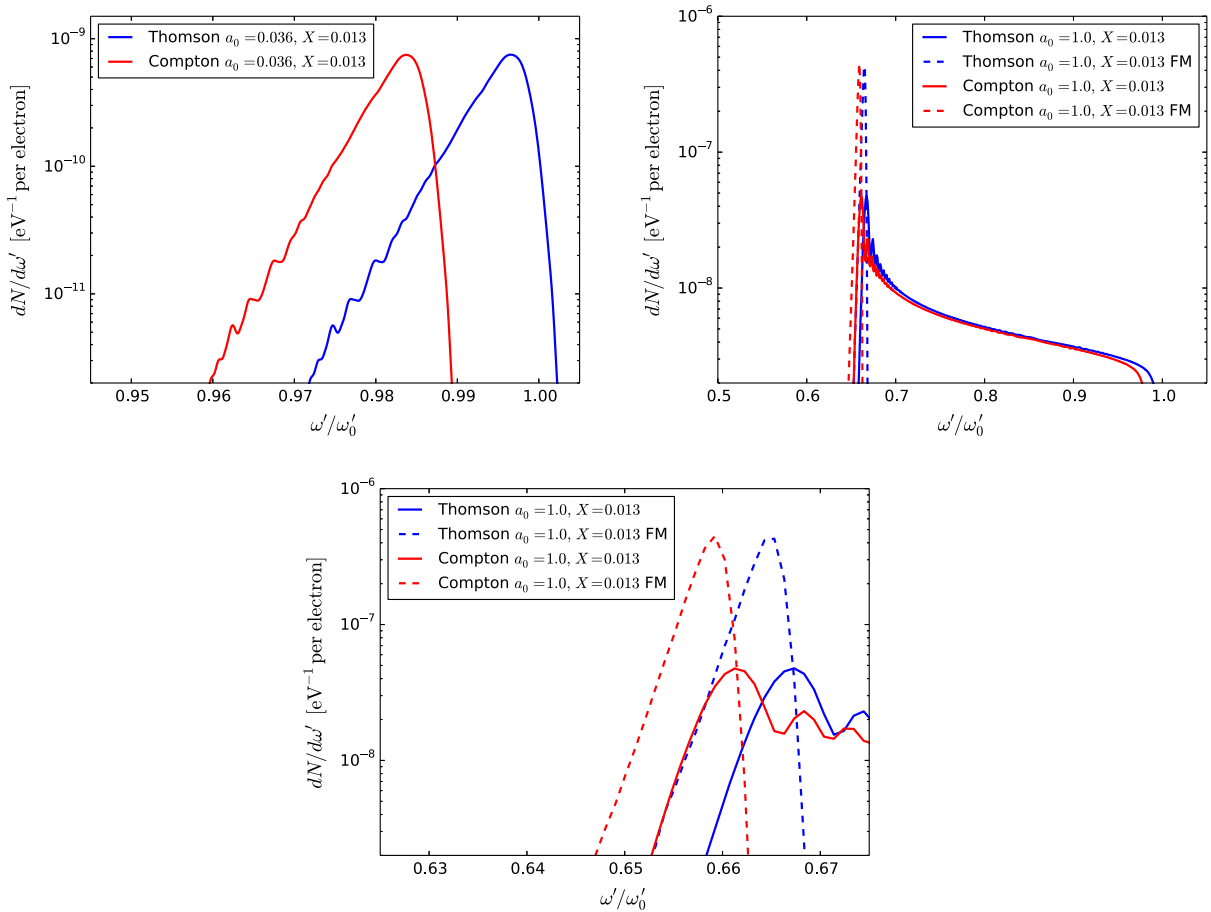 Thomson a₀=0.036, X=0.013
Compton a₀=0.036, X=0.013
10⁻⁹
10⁻¹⁰
10⁻¹¹
dN/dω′ [eV⁻¹ per electron]
0.95 0.96 0.97 0.98 0.99 1.00
ω′/ω′₀
Thomson a₀=1.0, X=0.013
Thomson a₀=1.0, X=0.013 FM
Compton a₀=1.0, X=0.013
Compton a₀=1.0, X=0.013 FM
10⁻⁶
10⁻⁷
10⁻⁸
dN/dω′ [eV⁻¹ per electron]
0.5 0.6 0.7 0.8 0.9 1.0
ω′/ω′₀
Thomson a₀=1.0, X=0.013
Thomson a₀=1.0, X=0.013 FM
Compton a₀=1.0, X=0.013
Compton a₀=1.0, X=0.013 FM
10⁻⁶
10⁻⁷
10⁻⁸
dN/dω′ [eV⁻¹ per electron]
0.63 0.64 0.65 0.66 0.67
ω′/ω′₀